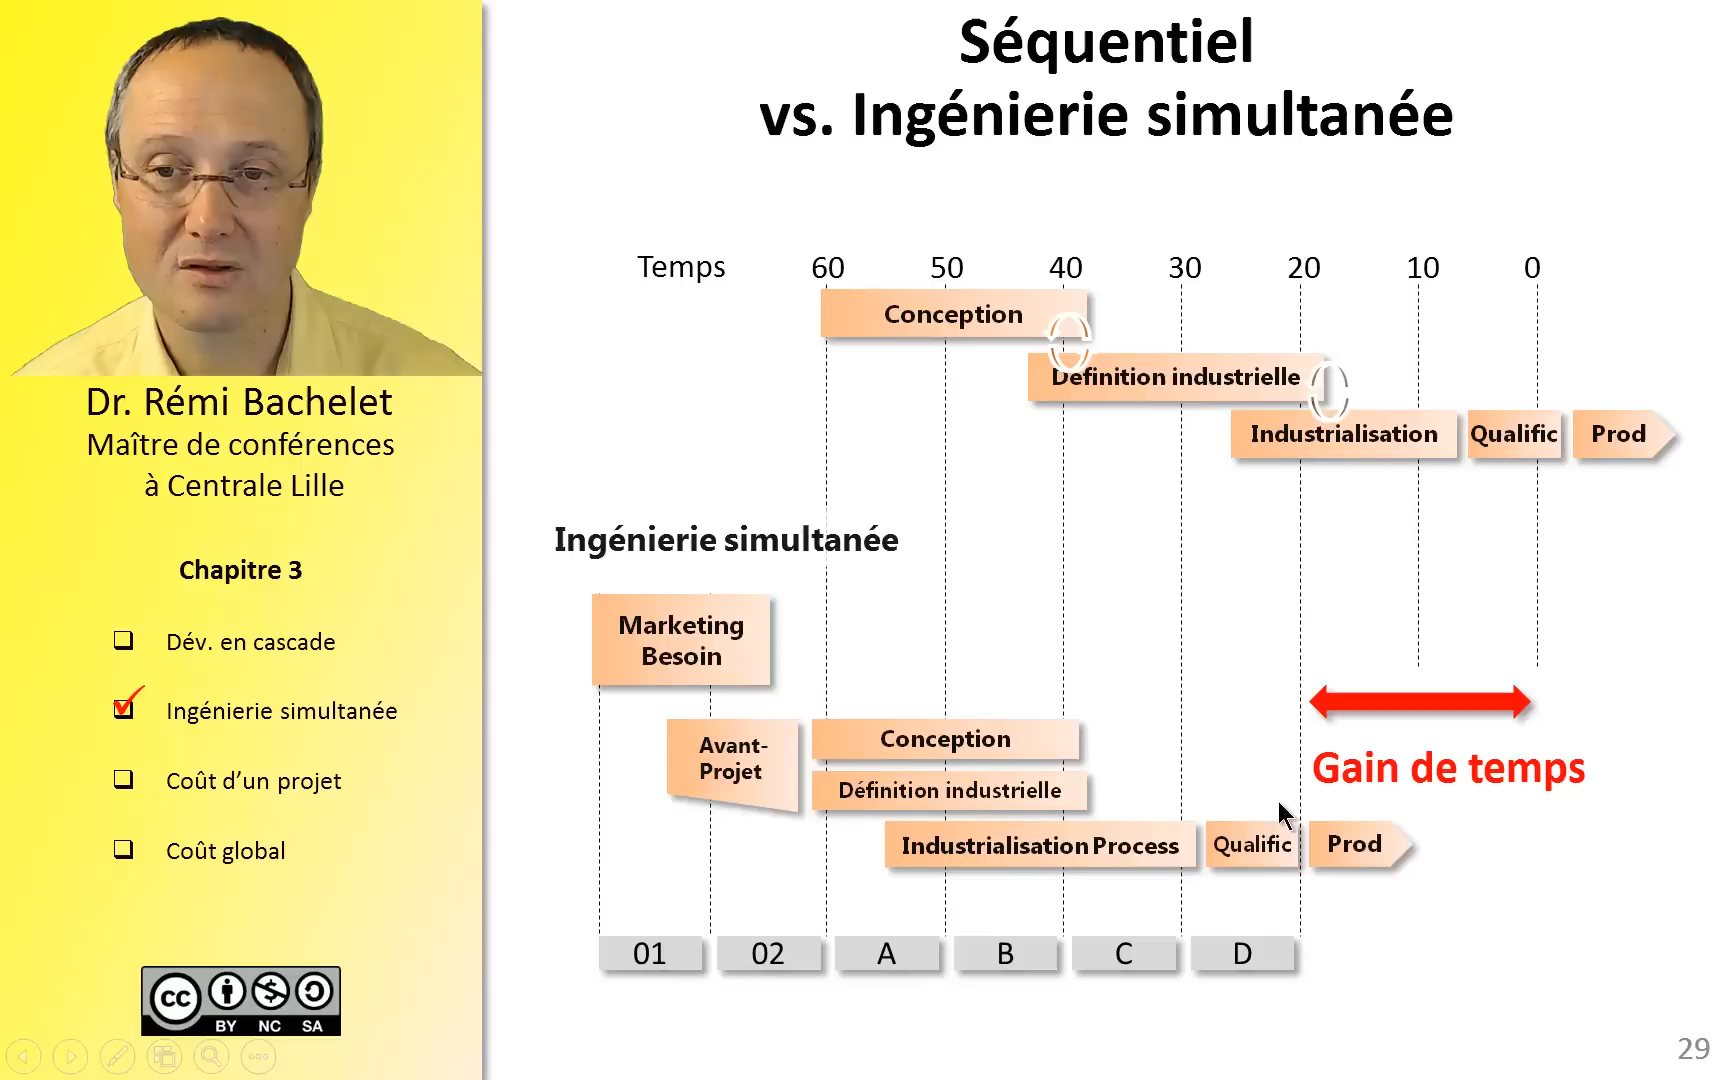 Séquentiel
vs. Ingénierie simultanée
Dr. Rémi Bachelet
Maître de conférences
à Centrale Lille
Chapitre 3
Dév. en cascade
Ingénierie simultanée
Coût d'un projet
Coût global
CC BY NC SA
Temps 60 50 40 30 20 10 0
Conception
Définition industrielle
Industrialisation Qualific Prod
Ingénierie simultanée
Marketing
Besoin
Avant-
Projet
Conception
Définition industrielle
Industrialisation Process Qualific Prod
Gain de temps
01 02 A B C D
29